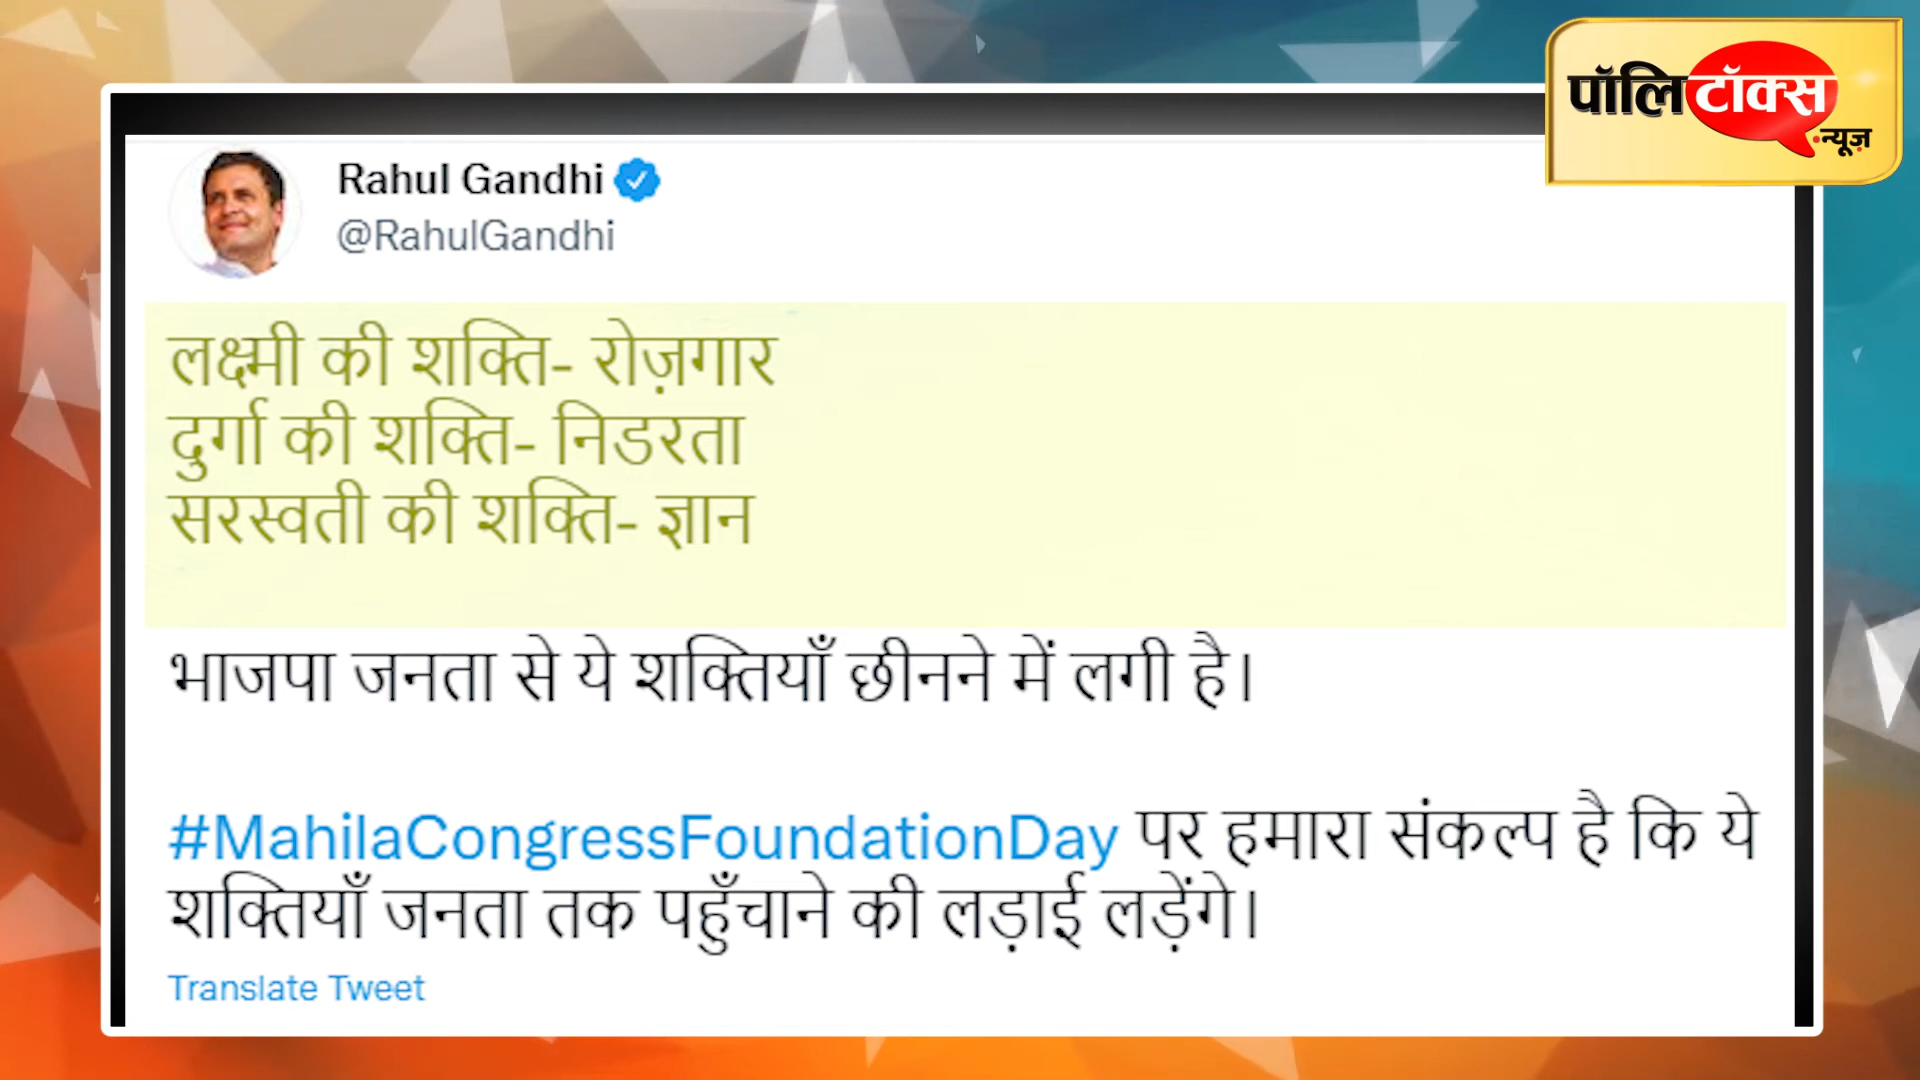 पॉलिटॉक्स
न्यूज़
Rahul Gandhi
@RahulGandhi
लक्ष्मी की शक्ति- रोज़गार
दुर्गा की शक्ति- निडरता
सरस्वती की शक्ति- ज्ञान
भाजपा जनता से ये शक्तियाँ छीनने में लगी है।
#MahilaCongressFoundationDay पर हमारा संकल्प है कि ये
शक्तियाँ जनता तक पहुँचाने की लड़ाई लड़ेंगे।
Translate Tweet